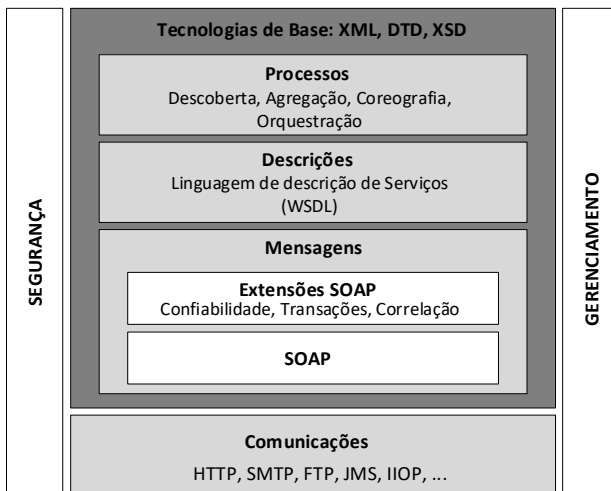 Tecnologias de Base: XML, DTD, XSD
Processos
Descoberta, Agregação, Coreografia,
Orquestração
Descrições
Linguagem de descrição de Serviços
(WSDL)
Mensagens
Extensões SOAP
Confiabilidade, Transações, Correlação
SOAP
Comunicações
HTTP, SMTP, FTP, JMS, IIOP, ...
SEGURANÇA
GERENCIAMENTO